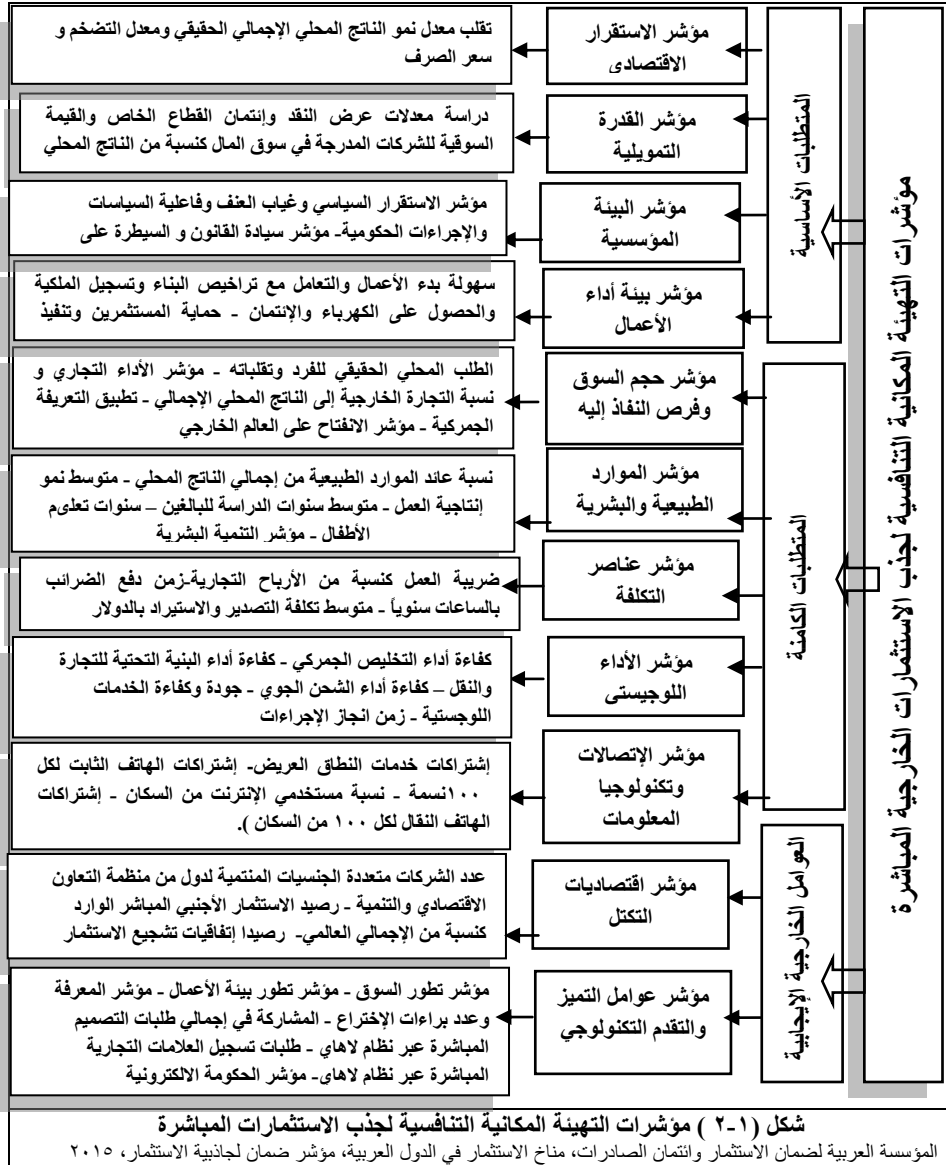 مؤشرات التهيئة المكانية التنافسية لجذب الاستثمارات الخارجية المباشرة
المتطلبات الأساسية
مؤشر الاستقرار
الاقتصادى
تقلب معدل نمو الناتج المحلي الإجمالي الحقيقي ومعدل التضخم و
سعر الصرف
مؤشر القدرة
التمويلية
دراسة معدلات عرض النقد وإنتمان القطاع الخاص والقيمة
السوقية للشركات المدرجة في سوق المال كنسبة من الناتج المحلي
مؤشر البيئة
المؤسسية
مؤشر الاستقرار السياسي وغياب العنف وفاعلية السياسات
والإجراءات الحكومية- مؤشر سيادة القانون و السيطرة على
مؤشر بيئة أداء
الأعمال
سهولة بدء الأعمال والتعامل مع تراخيص البناء وتسجيل الملكية
والحصول على الكهرباء والإنتمان - حماية المستثمرين وتنفيذ
المتطلبات الكامنة
مؤشر حجم السوق
وفرص النفاذ إليه
الطلب المحلي الحقيقي للفرد وتقلباته - مؤشر الأداء التجاري و
نسبة التجارة الخارجية إلى الناتج المحلي الإجمالي - تطبيق التعريفة
الجمركية - مؤشر الانفتاح على العالم الخارجي
مؤشر الموارد
الطبيعية والبشرية
نسبة عائد الموارد الطبيعية من إجمالي الناتج المحلي - متوسط نمو
إنتاجية العمل - متوسط سنوات الدراسة للبالغين – سنوات تعليم
الأطفال - مؤشر التنمية البشرية
مؤشر عناصر
التكلفة
ضريبة العمل كنسبة من الأرباح التجارية-زمن دفع الضرائب
بالساعات سنوياً - متوسط تكلفة التصدير والاستيراد بالدولار
مؤشر الأداء
اللوجيستى
كفاءة أداء التخليص الجمركي - كفاءة أداء البنية التحتية للتجارة
والنقل – كفاءة أداء الشحن الجوي - جودة وكفاءة الخدمات
اللوجستية - زمن انجاز الإجراءات
مؤشر الإتصالات
وتكنولوجيا
المعلومات
إشتراكات خدمات النطاق العريض- إشتراكات الهاتف الثابت لكل
١٠٠نسمة - نسبة مستخدمي الإنترنت من السكان - إشتراكات
الهاتف النقال لكل ١٠٠ من السكان ).
العوامل الخارجية الإيجابية
مؤشر اقتصاديات
التكتل
عدد الشركات متعددة الجنسيات المنتمية لدول من منظمة التعاون
الاقتصادي والتنمية - رصيد الاستثمار الأجنبي المباشر الوارد
كنسبة من الإجمالي العالمي- رصيدا إتفاقيات تشجيع الاستثمار
مؤشر عوامل التميز
والتقدم التكنولوجي
مؤشر تطور السوق - مؤشر تطور بيئة الأعمال - مؤشر المعرفة
وعدد براءات الإختراع - المشاركة في إجمالي طلبات التصميم
المباشرة عبر نظام لاهاي - طلبات تسجيل العلامات التجارية
المباشرة عبر نظام لاهاي- مؤشر الحكومة الالكترونية
شكل (١-٢ ) مؤشرات التهيئة المكانية التنافسية لجذب الاستثمارات المباشرة
المؤسسة العربية لضمان الاستثمار وائتمان الصادرات، مناخ الاستثمار في الدول العربية، مؤشر ضمان لجاذبية الاستثمار، ٢٠١٥